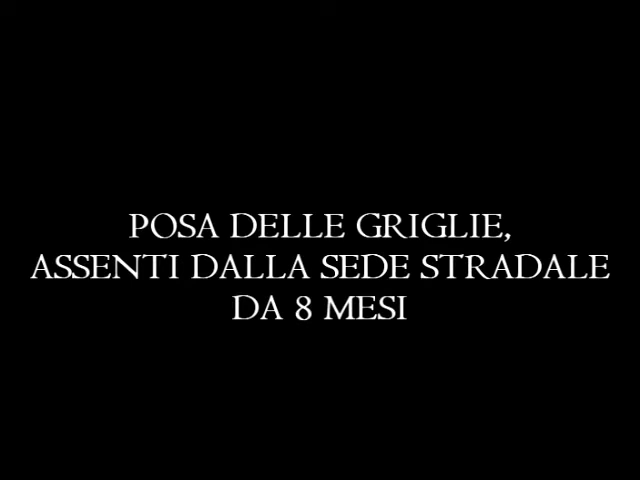 POSA DELLE GRIGLIE,
ASSENTI DALLA SEDE STRADALE
DA 8 MESI